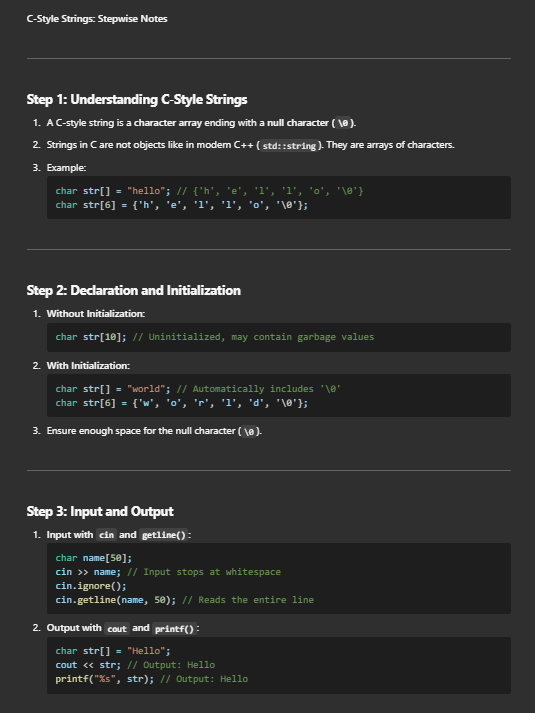 C-Style Strings: Stepwise Notes
Step 1: Understanding C-Style Strings
1. A C-style string is a character array ending with a null character ( \0 ).
2. Strings in C are not objects like in modern C++ ( std::string ). They are arrays of characters.
3. Example:
char str[] = "hello"; // {'h', 'e', 'l', 'l', 'o', '\0'}
char str[6] = {'h', 'e', 'l', 'l', 'o', '\0'};
Step 2: Declaration and Initialization
1. Without Initialization:
char str[10]; // Uninitialized, may contain garbage values
2. With Initialization:
char str[] = "world"; // Automatically includes '\0'
char str[6] = {'w', 'o', 'r', 'l', 'd', '\0'};
3. Ensure enough space for the null character ( \0 ).
Step 3: Input and Output
1. Input with cin and getline() :
char name[50];
cin >> name; // Input stops at whitespace
cin.ignore();
cin.getline(name, 50); // Reads the entire line
2. Output with cout and printf() :
char str[] = "Hello";
cout << str; // Output: Hello
printf("%s", str); // Output: Hello